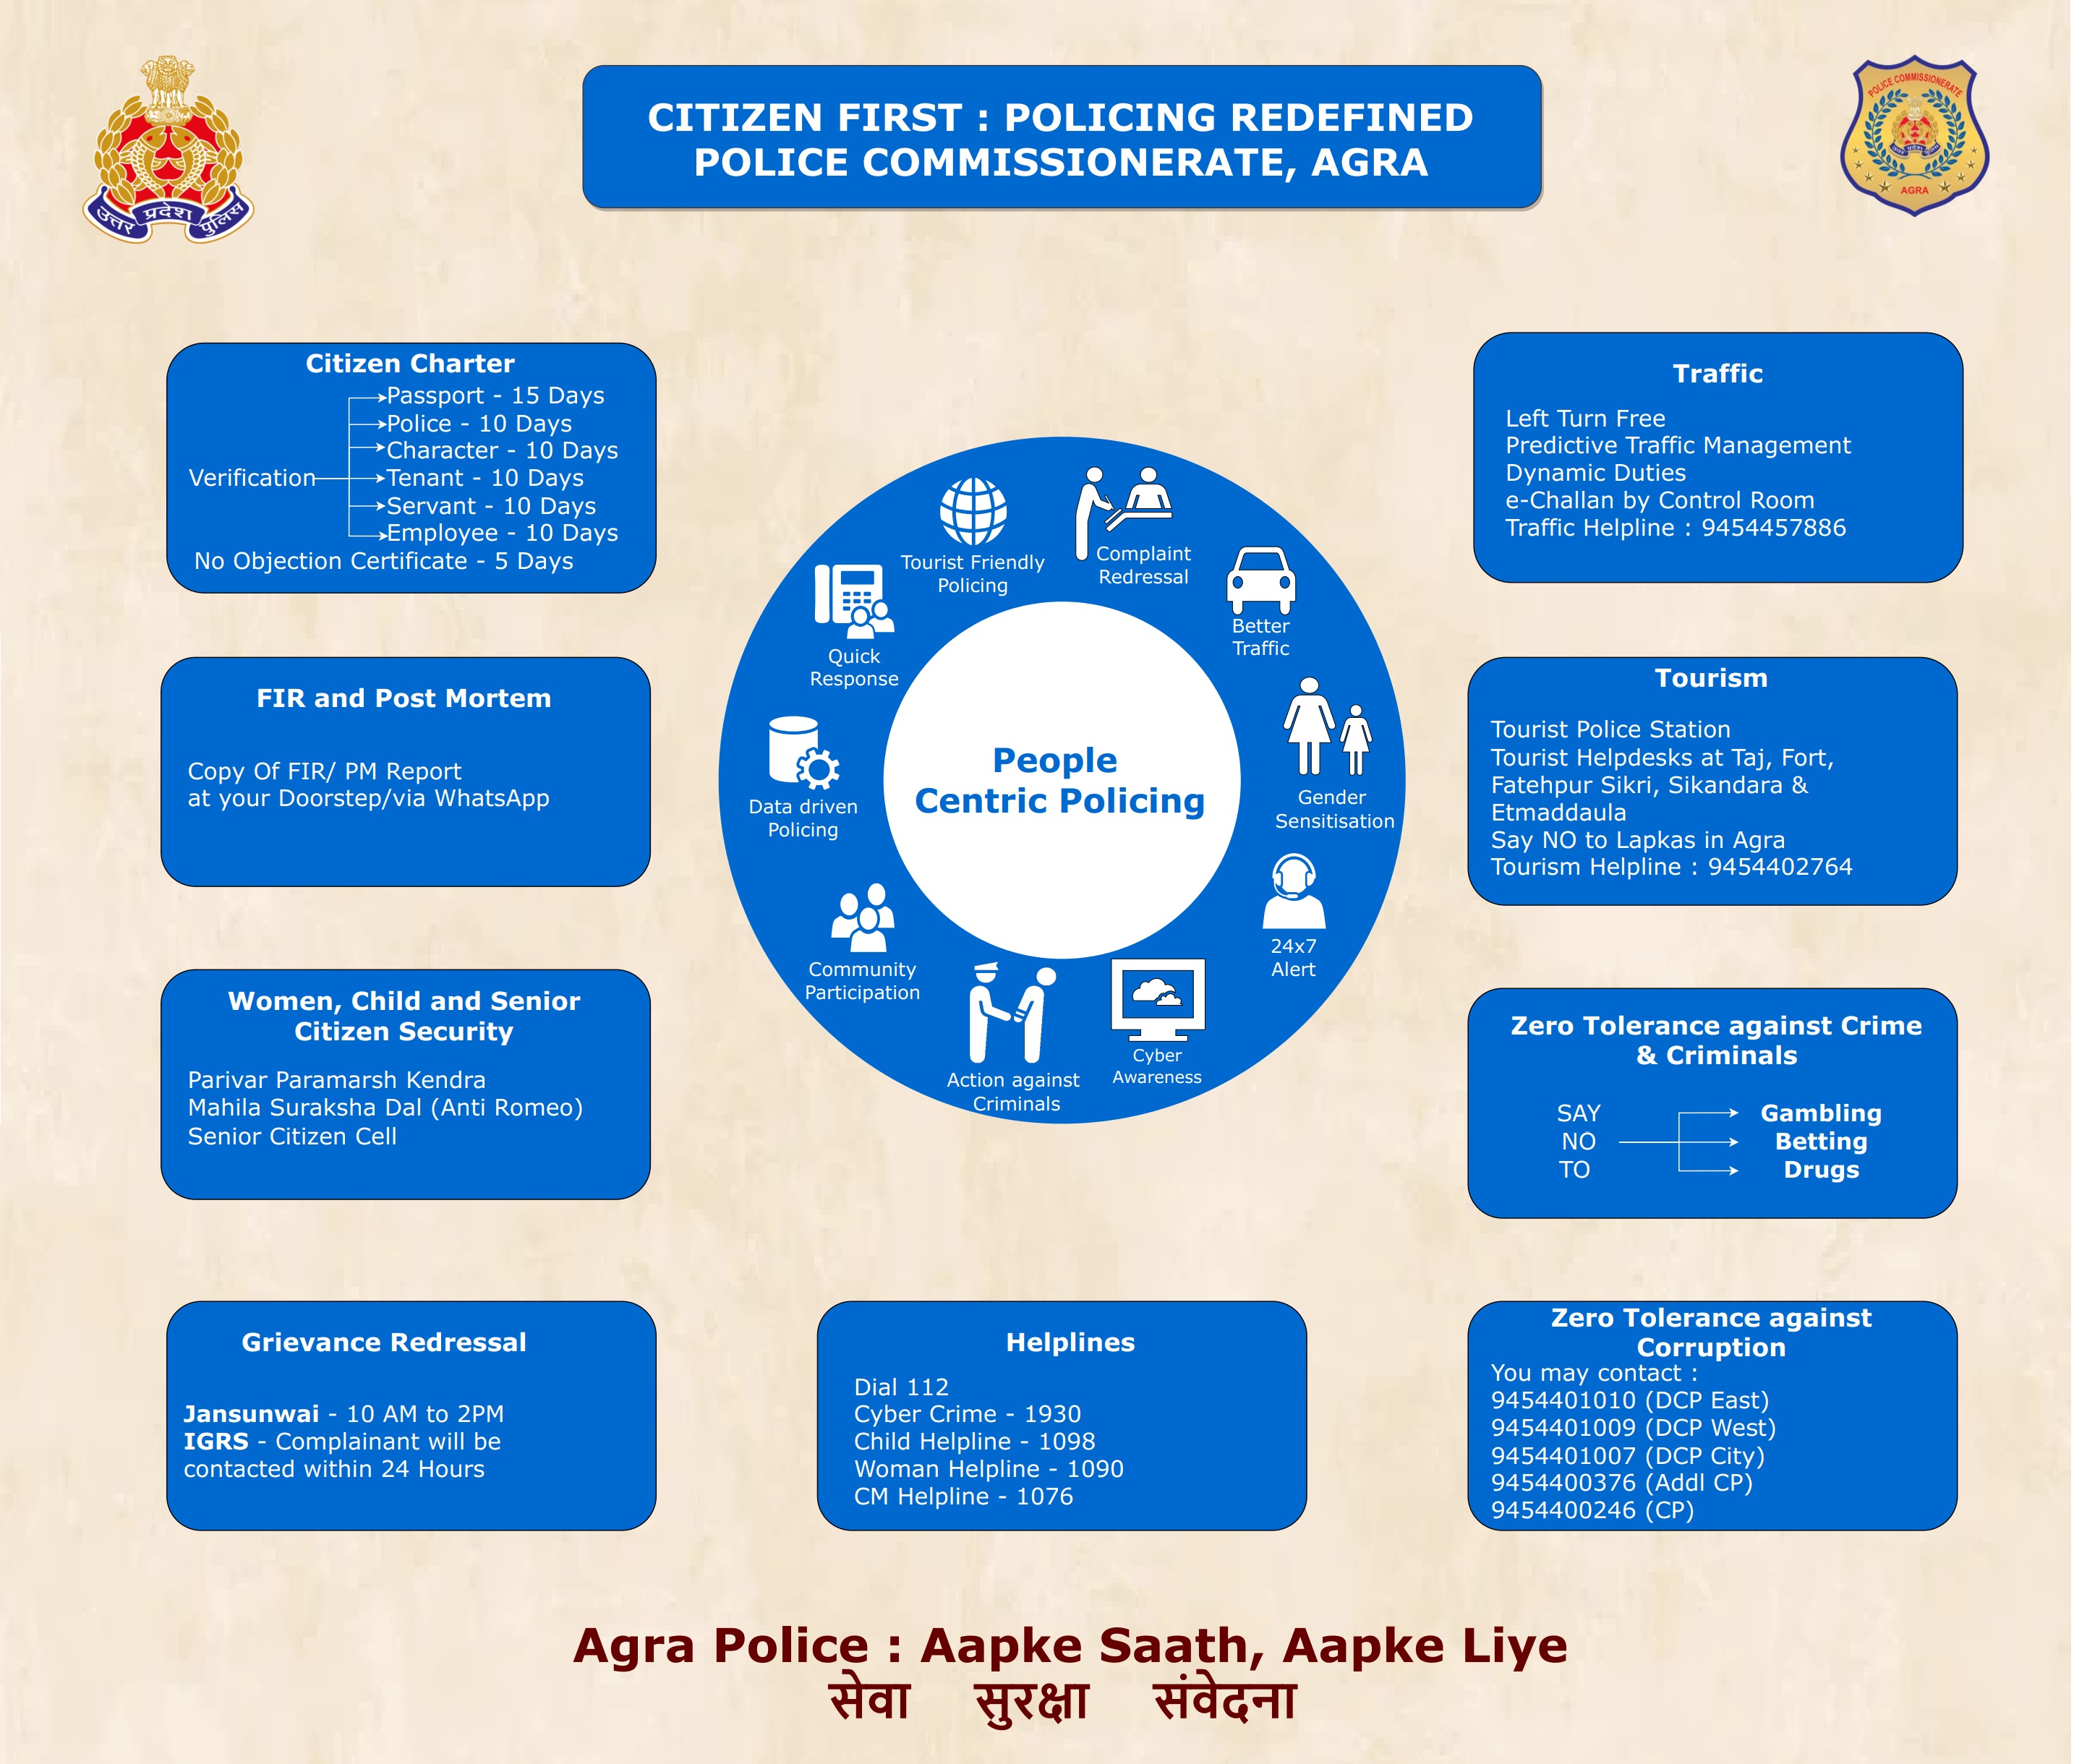 उत्तर प्रदेश पुलिस
CITIZEN FIRST : POLICING REDEFINED
POLICE COMMISSIONERATE, AGRA
POLICE COMMISSIONERATE
उत्तर प्रदेश पुलिस
AGRA
Citizen Charter
Verification
Passport - 15 Days
Police - 10 Days
Character - 10 Days
Tenant - 10 Days
Servant - 10 Days
Employee - 10 Days
No Objection Certificate - 5 Days
FIR and Post Mortem
Copy Of FIR/ PM Report
at your Doorstep/via WhatsApp
Women, Child and Senior
Citizen Security
Parivar Paramarsh Kendra
Mahila Suraksha Dal (Anti Romeo)
Senior Citizen Cell
Grievance Redressal
Jansunwai - 10 AM to 2PM
IGRS - Complainant will be
contacted within 24 Hours
People
Centric Policing
Tourist Friendly
Policing
Complaint
Redressal
Better
Traffic
Gender
Sensitisation
24x7
Alert
Cyber
Awareness
Action against
Criminals
Community
Participation
Data driven
Policing
Quick
Response
Helplines
Dial 112
Cyber Crime - 1930
Child Helpline - 1098
Woman Helpline - 1090
CM Helpline - 1076
Traffic
Left Turn Free
Predictive Traffic Management
Dynamic Duties
e-Challan by Control Room
Traffic Helpline : 9454457886
Tourism
Tourist Police Station
Tourist Helpdesks at Taj, Fort,
Fatehpur Sikri, Sikandara &
Etmaddaula
Say NO to Lapkas in Agra
Tourism Helpline : 9454402764
Zero Tolerance against Crime
& Criminals
SAY
NO
TO
Gambling
Betting
Drugs
Zero Tolerance against
Corruption
You may contact :
9454401010 (DCP East)
9454401009 (DCP West)
9454401007 (DCP City)
9454400376 (Addl CP)
9454400246 (CP)
Agra Police : Aapke Saath, Aapke Liye
सेवा सुरक्षा संवेदना